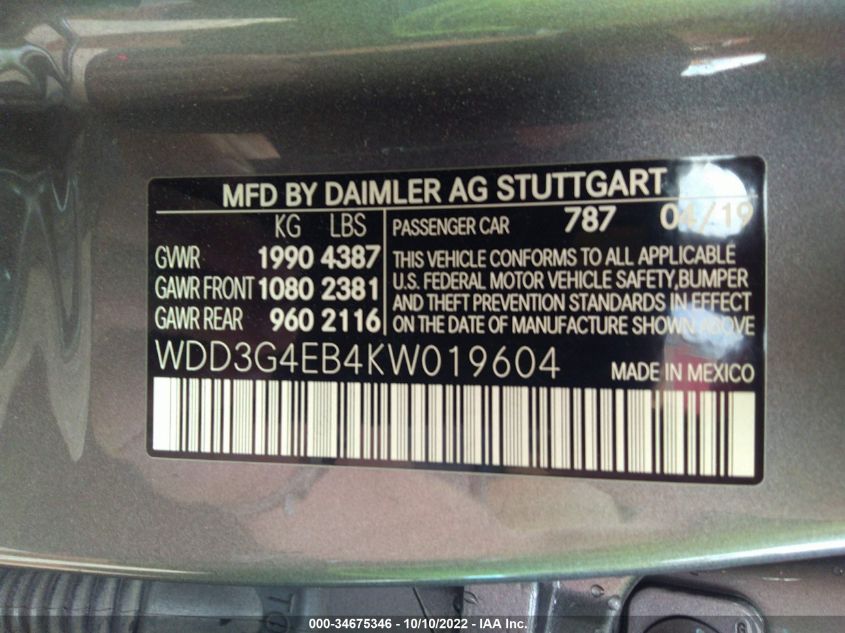 MFD BY DAIMLER AG STUTTGART
KG LBS PASSENGER CAR 787 04/19
GVWR 1990 4387
GAWR FRONT 1080 2381
GAWR REAR 960 2116
THIS VEHICLE CONFORMS TO ALL APPLICABLE
U.S. FEDERAL MOTOR VEHICLE SAFETY, BUMPER
AND THEFT PREVENTION STANDARDS IN EFFECT
ON THE DATE OF MANUFACTURE SHOWN ABOVE
WDD3G4EB4KW019604 MADE IN MEXICO
000-34675346 - 10/10/2022 - IAA Inc.